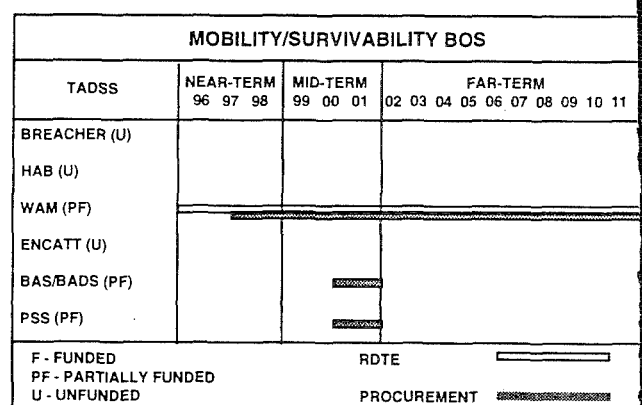 MOBILITY/SURVIVABILITY BOS
TADSS NEAR-TERM MID-TERM FAR-TERM
96 97 98 99 00 01 02 03 04 05 06 07 08 09 10 11
BREACHER (U)
HAB (U)
WAM (PF)
ENCATT (U)
BAS/BADS (PF)
PSS (PF)
F - FUNDED RDTE
PF - PARTIALLY FUNDED
U - UNFUNDED PROCUREMENT